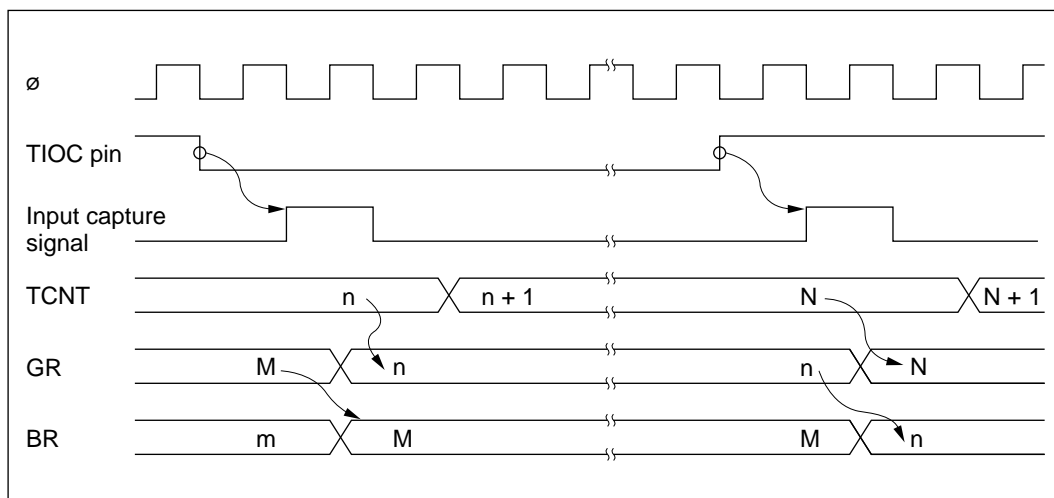 ø
TIOC pin
Input capture
signal
TCNT n n + 1 N N + 1
GR M n n N
BR m M M n